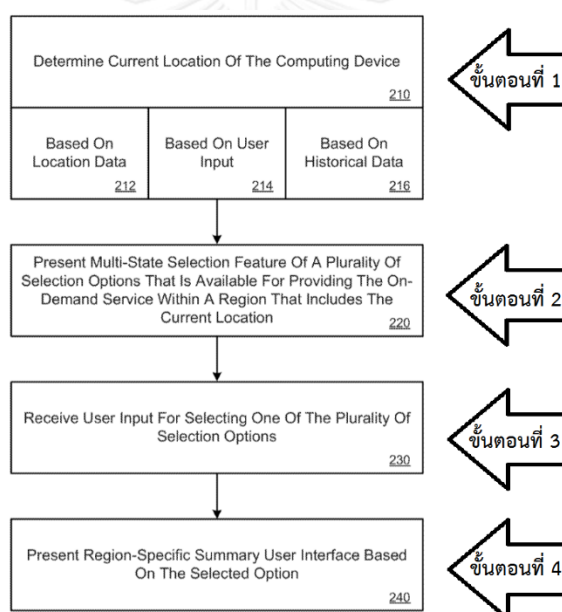 Determine Current Location Of The Computing Device
210
ขั้นตอนที่ 1
Based On
Location Data
212
Based On User
Input
214
Based On
Historical Data
216
Present Multi-State Selection Feature Of A Plurality Of
Selection Options That Is Available For Providing The On-
Demand Service Within A Region That Includes The
Current Location
220
ขั้นตอนที่ 2
Receive User Input For Selecting One Of The Plurality Of
Selection Options
230
ขั้นตอนที่ 3
Present Region-Specific Summary User Interface Based
On The Selected Option
240
ขั้นตอนที่ 4